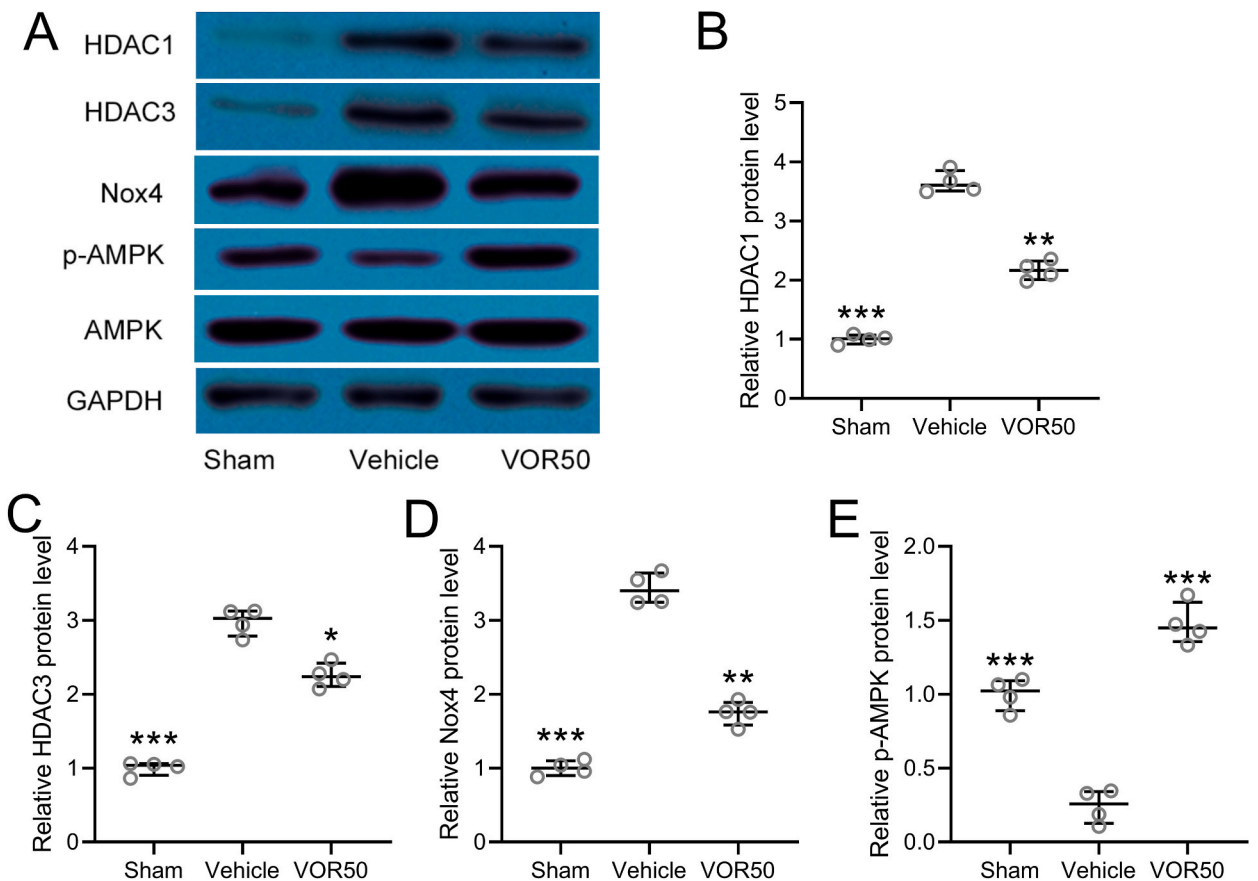 A
HDAC1
HDAC3
Nox4
p-AMPK
AMPK
GAPDH
Sham Vehicle VOR50
B
Relative HDAC1 protein level
5
4
3
2
1
0
***
**
Sham Vehicle VOR50
C
Relative HDAC3 protein level
4
3
2
1
0
***
*
Sham Vehicle VOR50
D
Relative Nox4 protein level
4
3
2
1
0
***
**
Sham Vehicle VOR50
E
Relative p-AMPK protein level
2.0
1.5
1.0
0.5
0.0
***
***
Sham Vehicle VOR50